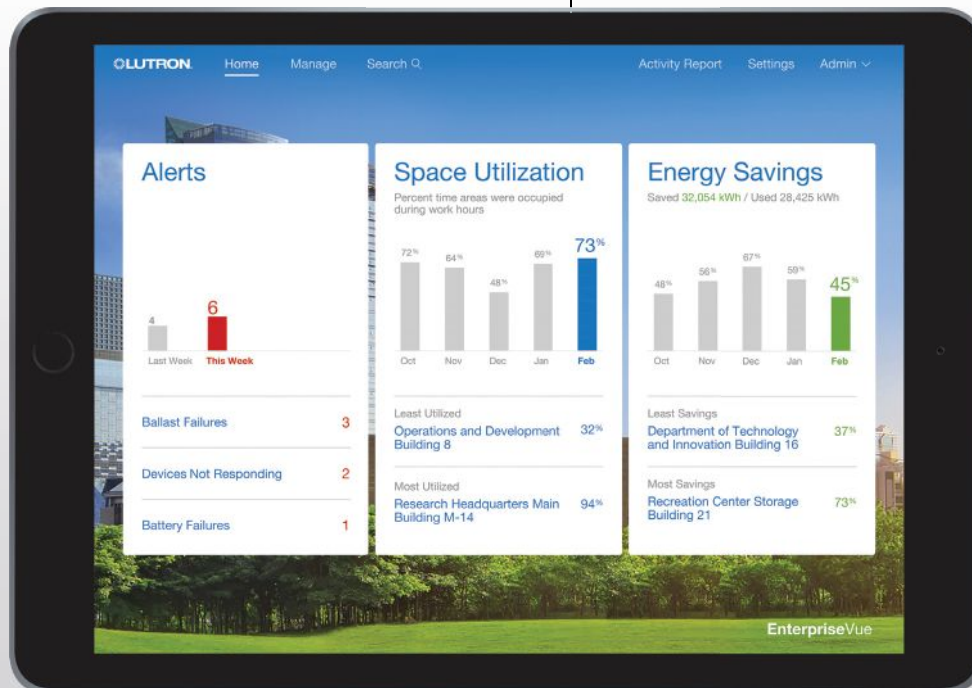 LUTRON
Home
Manage
Search
Activity Report
Settings
Admin
Alerts
4
6
Last Week
This Week
Ballast Failures 3
Devices Not Responding 2
Battery Failures 1
Space Utilization
Percent time areas were occupied
during work hours
72%
64%
48%
69%
73%
Oct
Nov
Dec
Jan
Feb
Least Utilized
Operations and Development 32%
Building 8
Most Utilized
Research Headquarters Main 94%
Building M-14
Energy Savings
Saved 32,054 kWh / Used 28,425 kWh
48%
56%
67%
59%
45%
Oct
Nov
Dec
Jan
Feb
Least Savings
Department of Technology 37%
and Innovation Building 16
Most Savings
Recreation Center Storage 73%
Building 21
EnterpriseVue